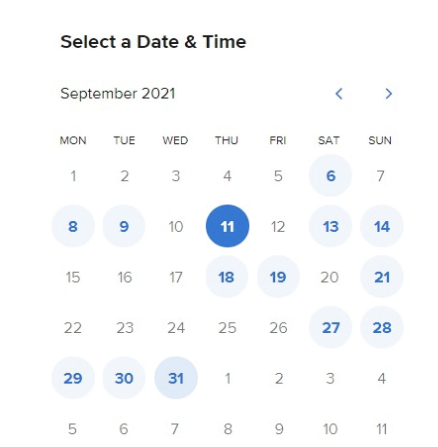 Select a Date & Time
September 2021
MON TUE WED THU FRI SAT SUN
1 2 3 4 5 6 7
8 9 10 11 12 13 14
15 16 17 18 19 20 21
22 23 24 25 26 27 28
29 30 31 1 2 3 4
5 6 7 8 9 10 11